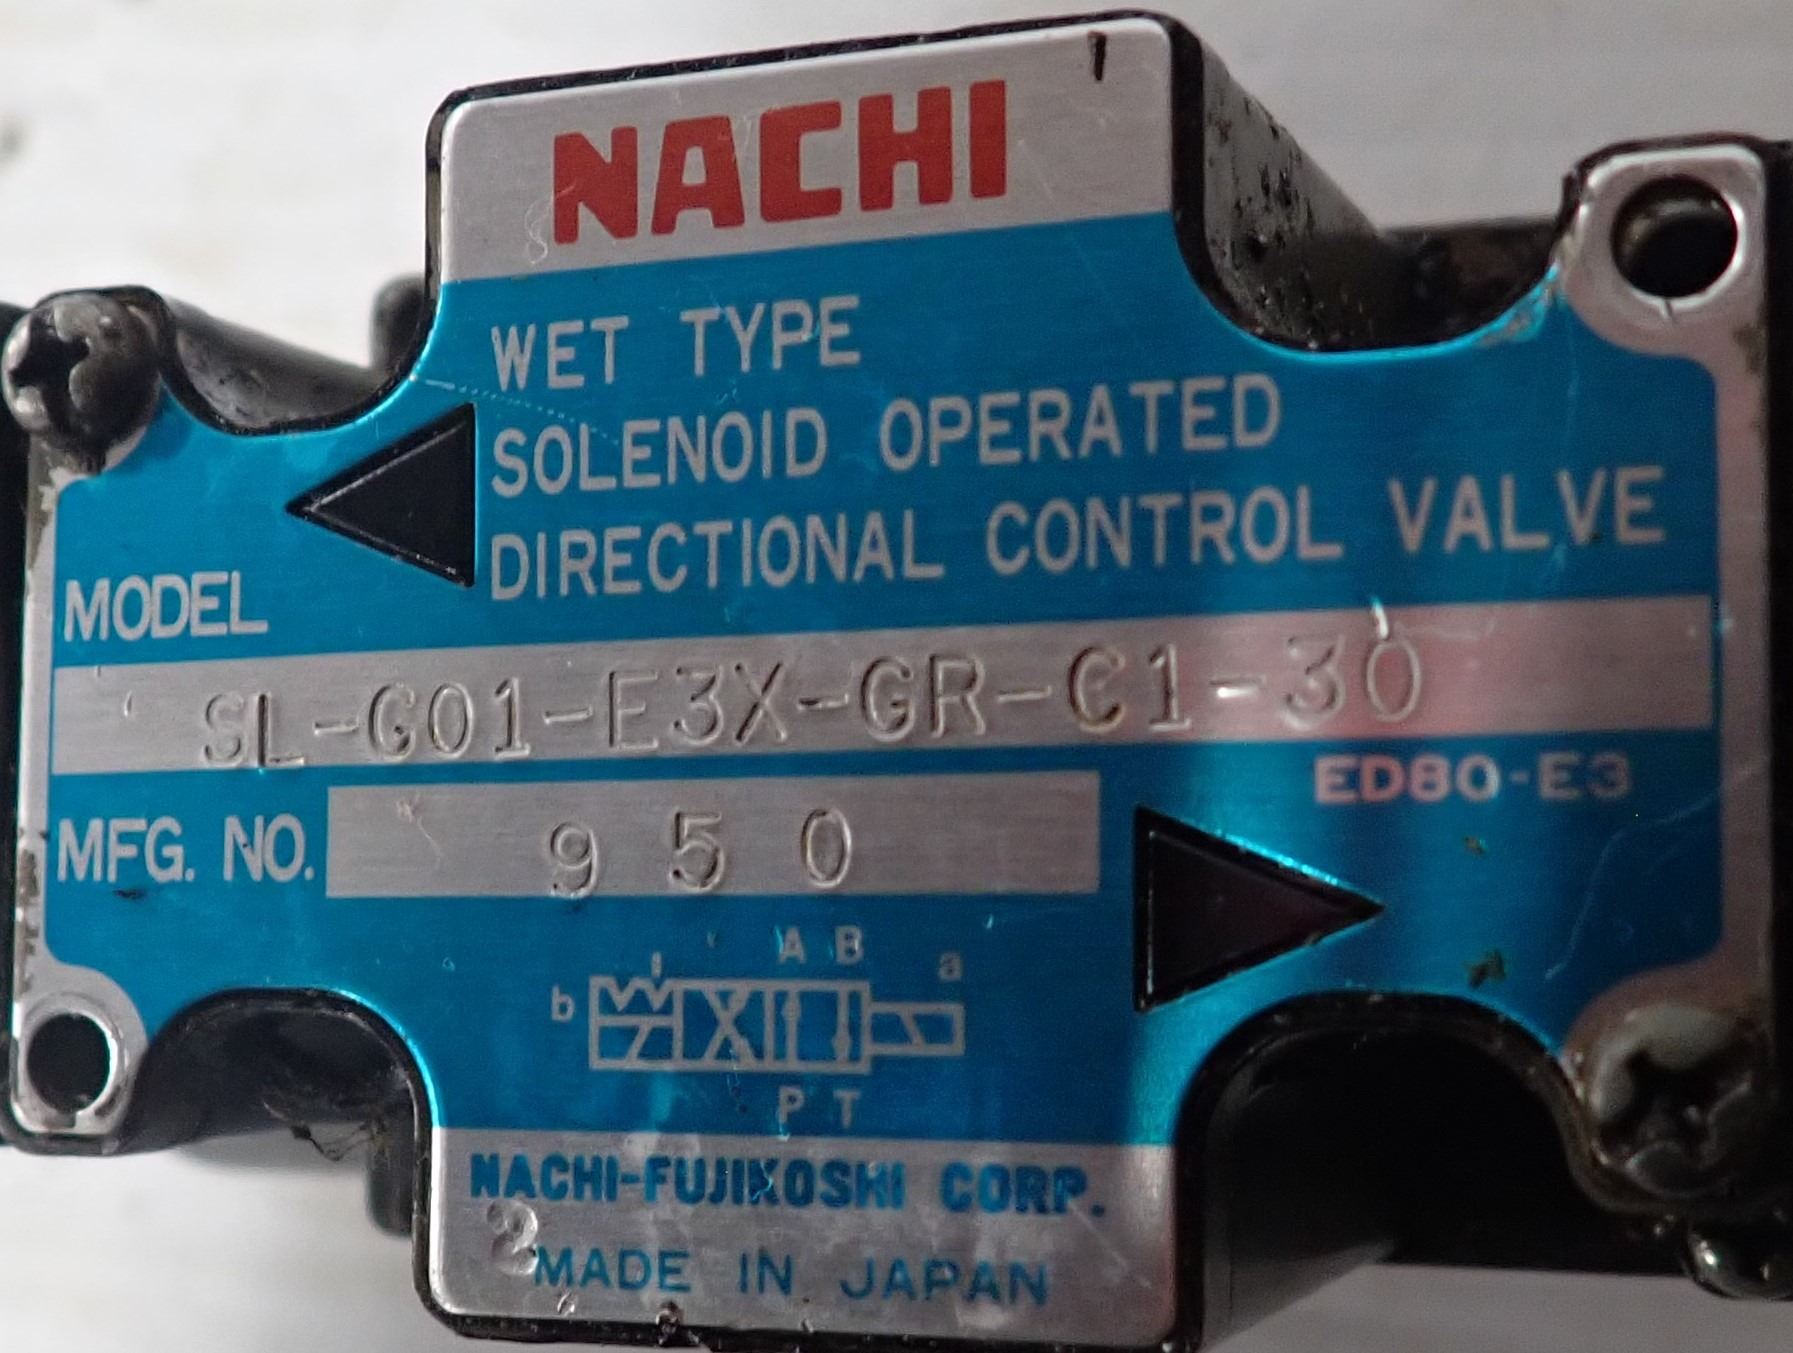 NACHI
WET TYPE
SOLENOID OPERATED
DIRECTIONAL CONTROL VALVE
MODEL
SL-G01-E3X-GR-C1-30
ED80-E3
MFG. NO. 950
A B
b a
P T
NACHI-FUJIKOSHI CORP.
2
MADE IN JAPAN